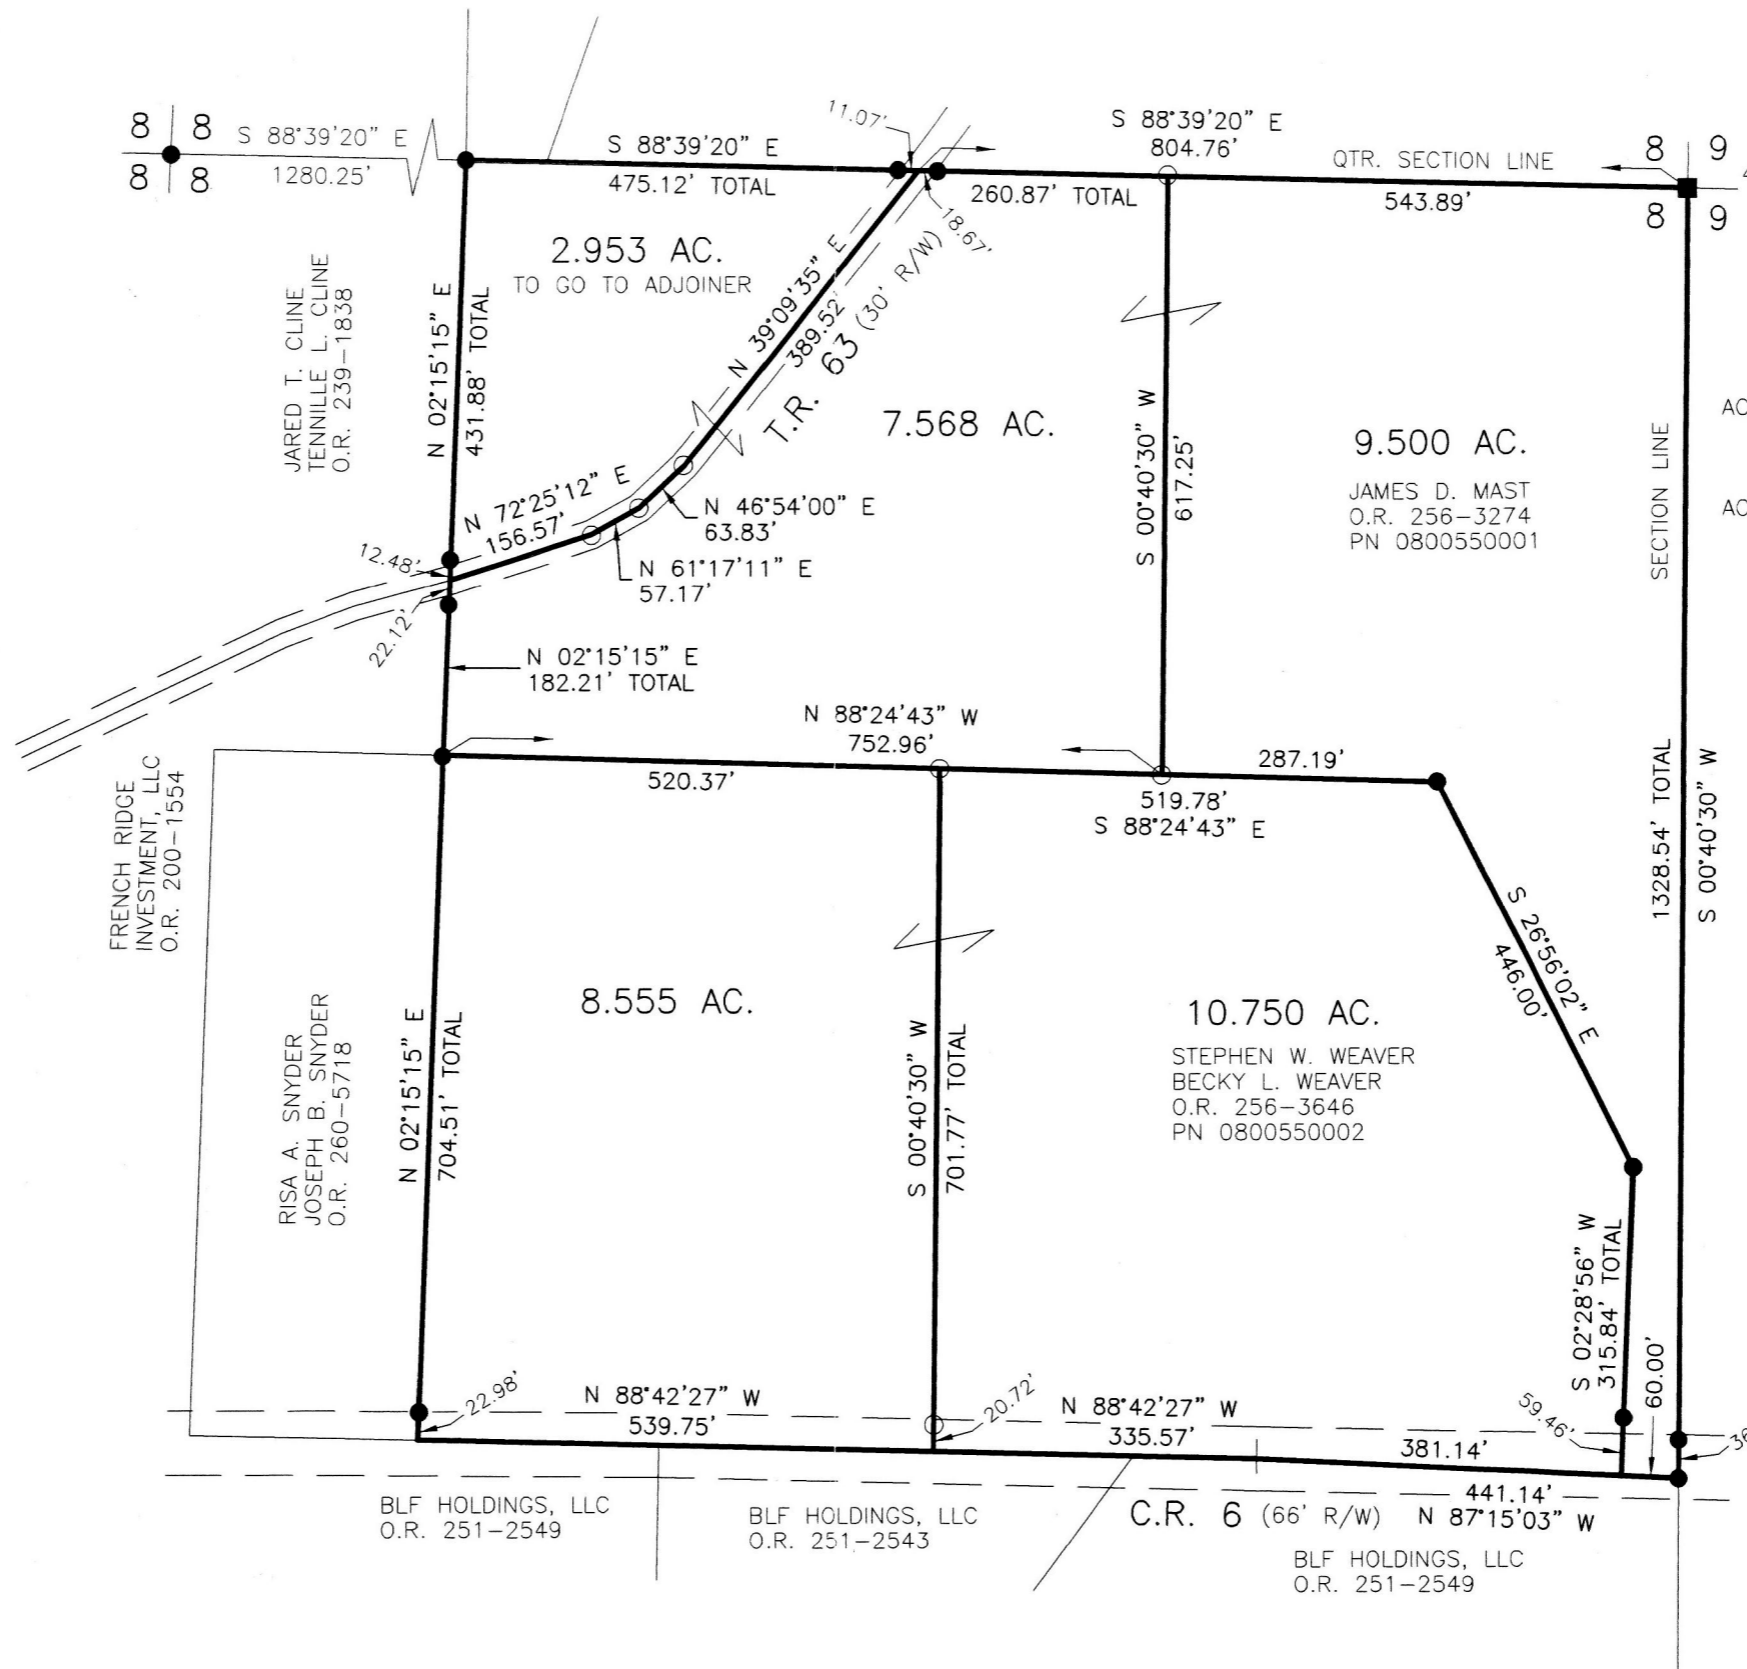 8 8
8 8
S 88°39'20" E
1280.25'
S 88°39'20" E
475.12' TOTAL
11.07'
S 88°39'20" E
804.76'
260.87' TOTAL
18.67'
QTR. SECTION LINE
543.89'
8 9
8 9
2.953 AC.
TO GO TO ADJOINER
JARED T. CLINE
TENNILLE L. CLINE
O.R. 239-1838
N 02°15'15" E
431.88' TOTAL
N 39°09'35" E
389.52'
T.R. 63 (30' R/W)
7.568 AC.
S 00°40'30" W
617.25'
9.500 AC.
JAMES D. MAST
O.R. 256-3274
PN 0800550001
SECTION LINE
AC
AC
N 72°25'12" E
156.57'
N 46°54'00" E
63.83'
N 61°17'11" E
57.17'
12.48'
22.12'
N 02°15'15" E
182.21' TOTAL
N 88°24'43" W
752.96'
520.37'
287.19'
519.78'
S 88°24'43" E
FRENCH RIDGE
INVESTMENT, LLC
O.R. 200-1554
1328.54' TOTAL
S 00°40'30" W
S 26°56'02" E
446.00'
8.555 AC.
10.750 AC.
STEPHEN W. WEAVER
BECKY L. WEAVER
O.R. 256-3646
PN 0800550002
RISA A. SNYDER
JOSEPH B. SNYDER
O.R. 260-5718
N 02°15'15" E
704.51' TOTAL
S 00°40'30" W
701.77' TOTAL
S 02°28'56" W
315.84' TOTAL
60.00'
22.98'
N 88°42'27" W
539.75'
20.72'
N 88°42'27" W
335.57'
59.46'
381.14'
441.14'
N 87°15'03" W
C.R. 6 (66' R/W)
BLF HOLDINGS, LLC
O.R. 251-2549
BLF HOLDINGS, LLC
O.R. 251-2543
BLF HOLDINGS, LLC
O.R. 251-2549